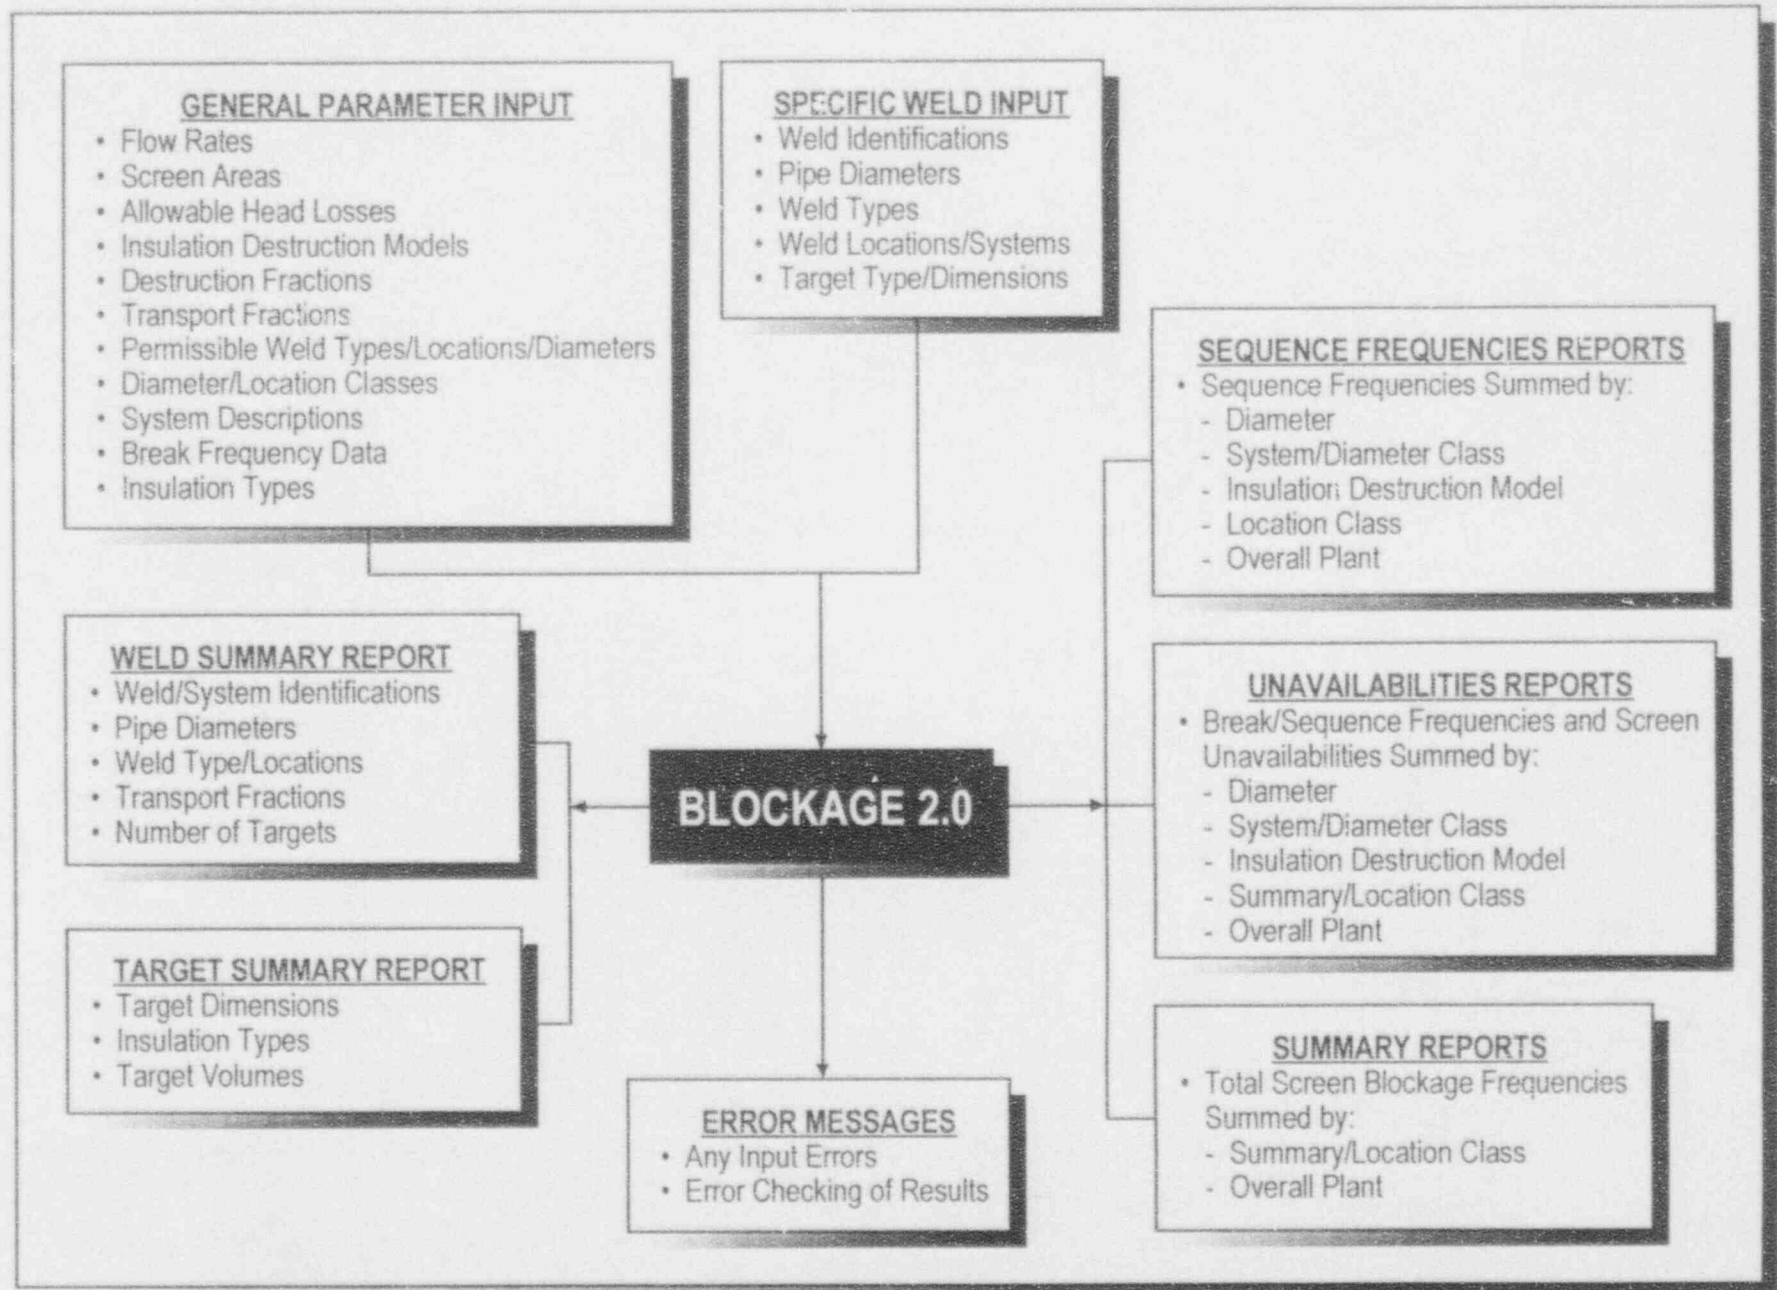 GENERAL PARAMETER INPUT
• Flow Rates
• Screen Areas
• Allowable Head Losses
• Insulation Destruction Models
• Destruction Fractions
• Transport Fractions
• Permissible Weld Types/Locations/Diameters
• Diameter/Location Classes
• System Descriptions
• Break Frequency Data
• Insulation Types
SPECIFIC WELD INPUT
• Weld Identifications
• Pipe Diameters
• Weld Types
• Weld Locations/Systems
• Target Type/Dimensions
WELD SUMMARY REPORT
• Weld/System Identifications
• Pipe Diameters
• Weld Type/Locations
• Transport Fractions
• Number of Targets
TARGET SUMMARY REPORT
• Target Dimensions
• Insulation Types
• Target Volumes
BLOCKAGE 2.0
ERROR MESSAGES
• Any Input Errors
• Error Checking of Results
SEQUENCE FREQUENCIES REPORTS
• Sequence Frequencies Summed by:
- Diameter
- System/Diameter Class
- Insulation Destruction Model
- Location Class
- Overall Plant
UNAVAILABILITIES REPORTS
• Break/Sequence Frequencies and Screen
Unavailabilities Summed by:
- Diameter
- System/Diameter Class
- Insulation Destruction Model
- Summary/Location Class
- Overall Plant
SUMMARY REPORTS
• Total Screen Blockage Frequencies
Summed by:
- Summary/Location Class
- Overall Plant